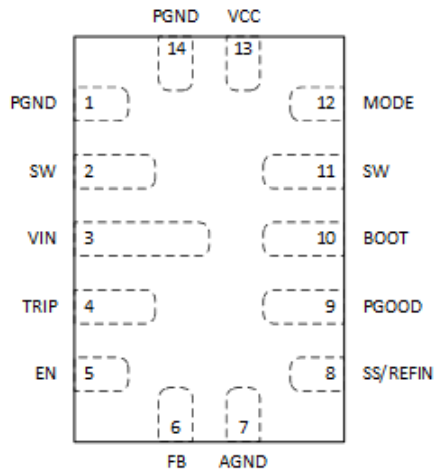 PGND VCC
14 13
PGND 1 12 MODE
SW 2 11 SW
VIN 3 10 BOOT
TRIP 4 9 PGOOD
EN 5 8 SS/REFIN
6 7
FB AGND